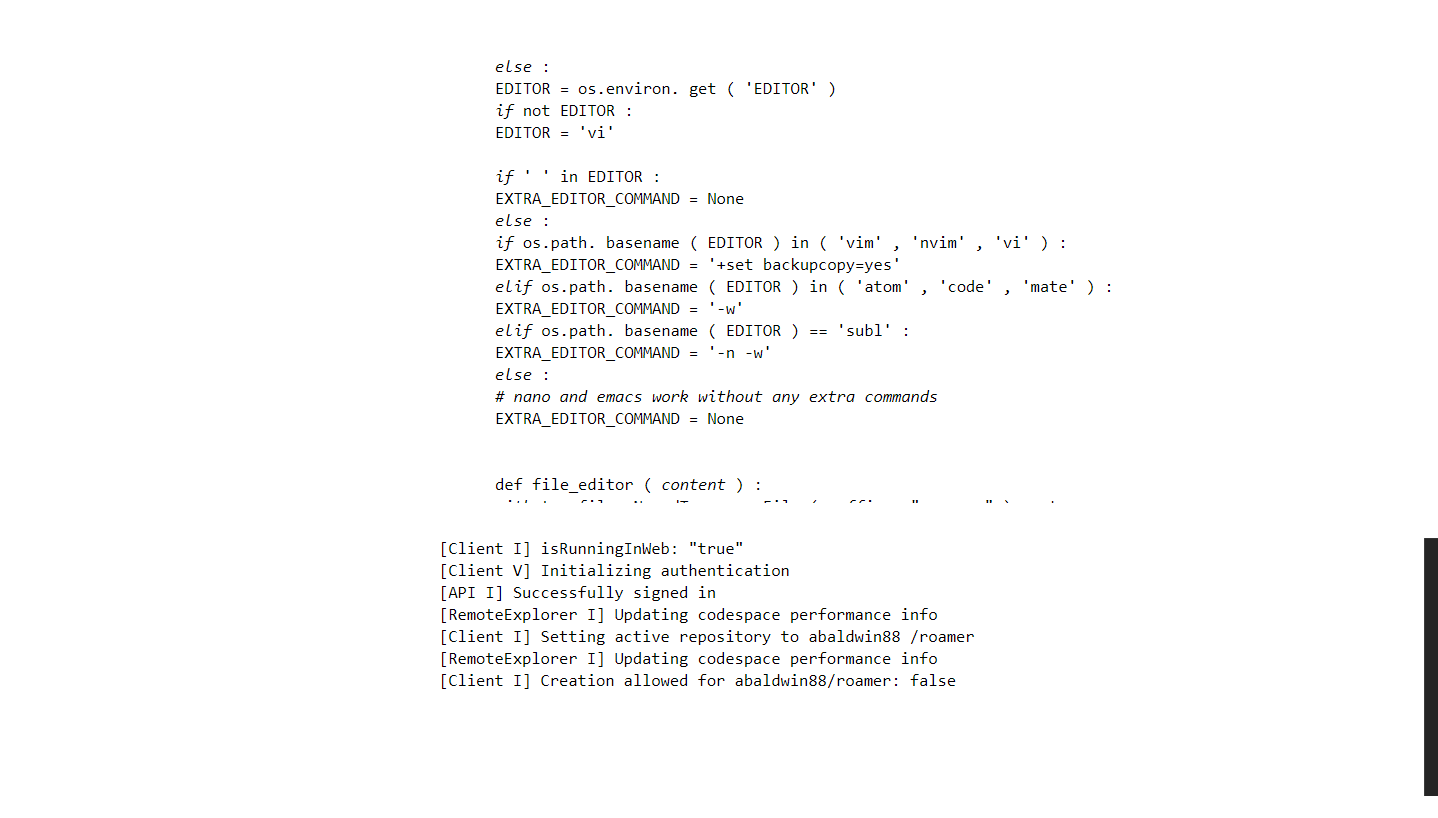 else :
EDITOR = os.environ. get ( 'EDITOR' )
if not EDITOR :
EDITOR = 'vi'
if ' ' in EDITOR :
EXTRA_EDITOR_COMMAND = None
else :
if os.path. basename ( EDITOR ) in ( 'vim' , 'nvim' , 'vi' ) :
EXTRA_EDITOR_COMMAND = '+set backupcopy=yes'
elif os.path. basename ( EDITOR ) in ( 'atom' , 'code' , 'mate' ) :
EXTRA_EDITOR_COMMAND = '-w'
elif os.path. basename ( EDITOR ) == 'subl' :
EXTRA_EDITOR_COMMAND = '-n -w'
else :
# nano and emacs work without any extra commands
EXTRA_EDITOR_COMMAND = None
def file_editor ( content ) :
[Client I] isRunningInWeb: "true"
[Client V] Initializing authentication
[API I] Successfully signed in
[RemoteExplorer I] Updating codespace performance info
[Client I] Setting active repository to abaldwin88 /roamer
[RemoteExplorer I] Updating codespace performance info
[Client I] Creation allowed for abaldwin88/roamer: false